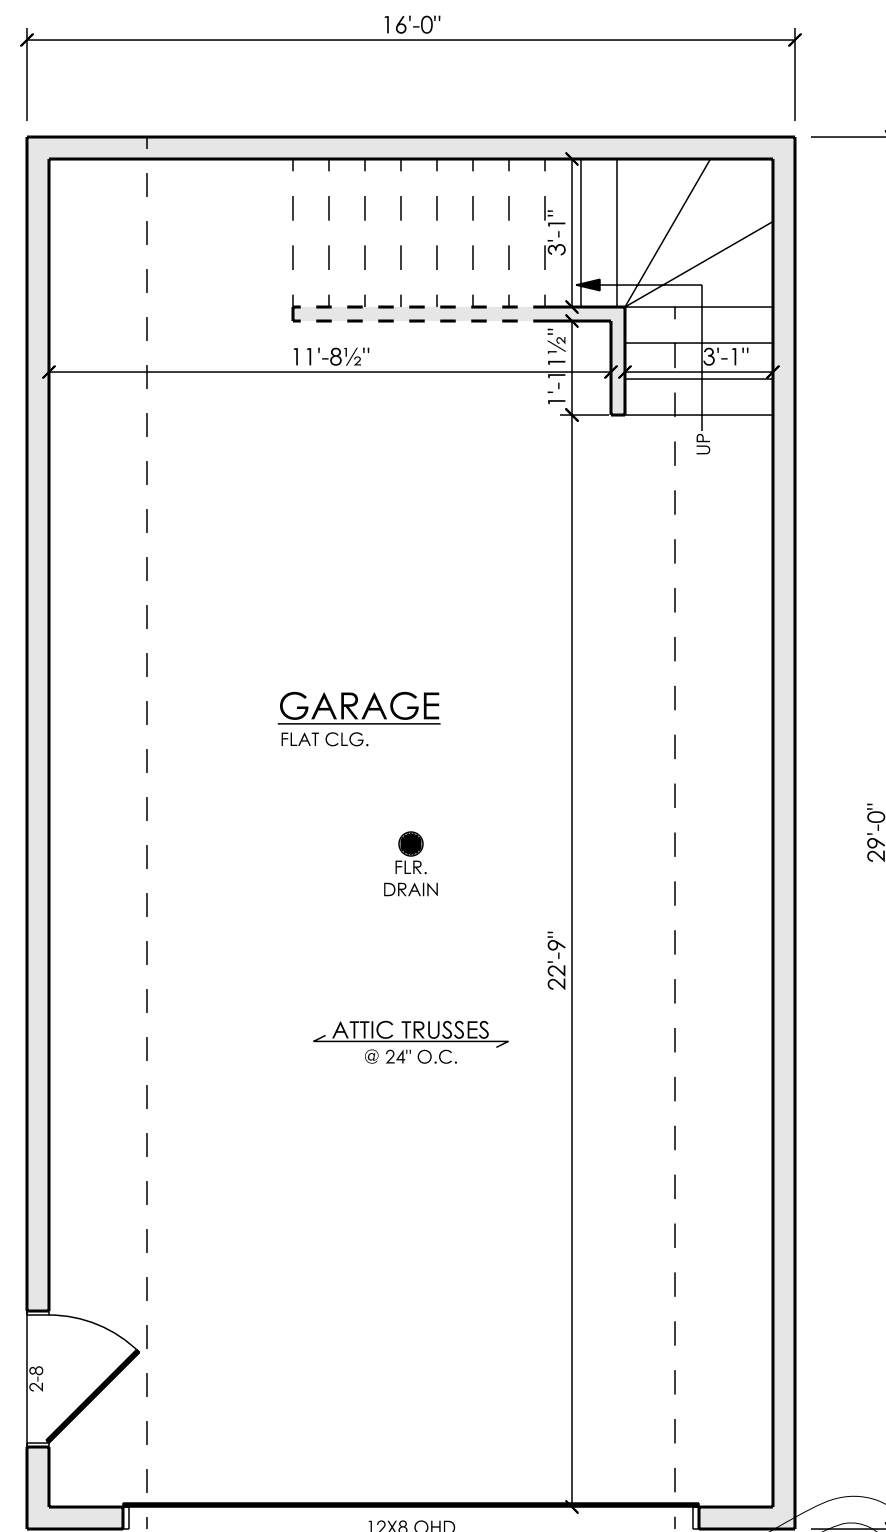 16'-0"
3'-1"
11'-8½"
1'-11½"
3'-1"
UP
GARAGE
FLAT CLG.
29'-0"
FLR.
DRAIN
22'-9"
ATTIC TRUSSES
@ 24" O.C.
2-8
12X8 OHD